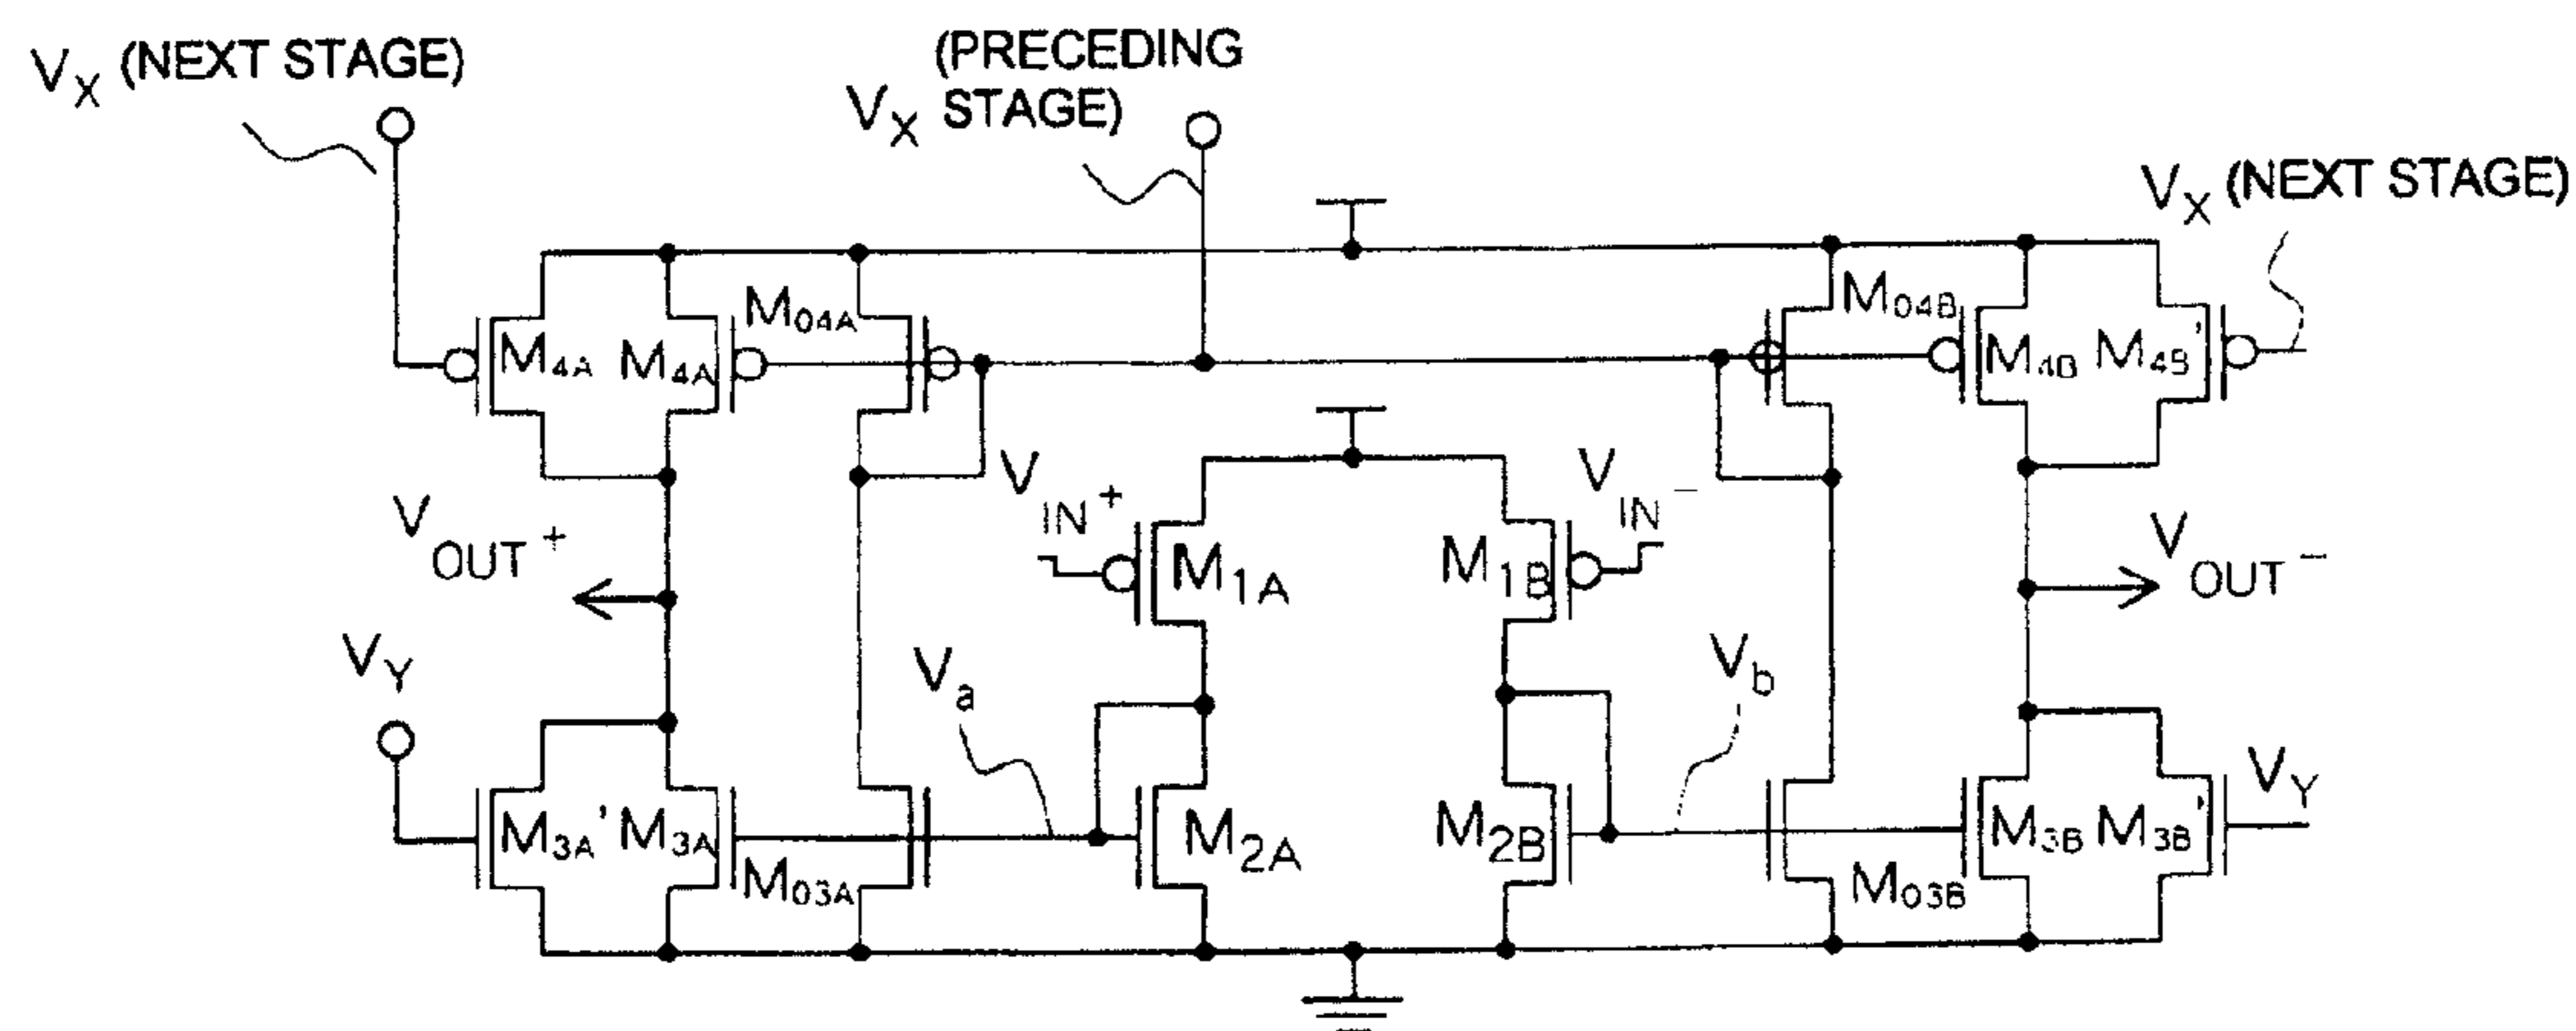 VX (NEXT STAGE)
(PRECEDING
VX STAGE)
VX (NEXT STAGE)
M4A
M4A
M04A
M04B
M4B
M4B'
VIN+
VIN-
VOUT+
M1A
M1B
VOUT-
VY
Va
Vb
VY
M3A'
M3A
M03A
M2A
M2B
M03B
M3B
M3B'